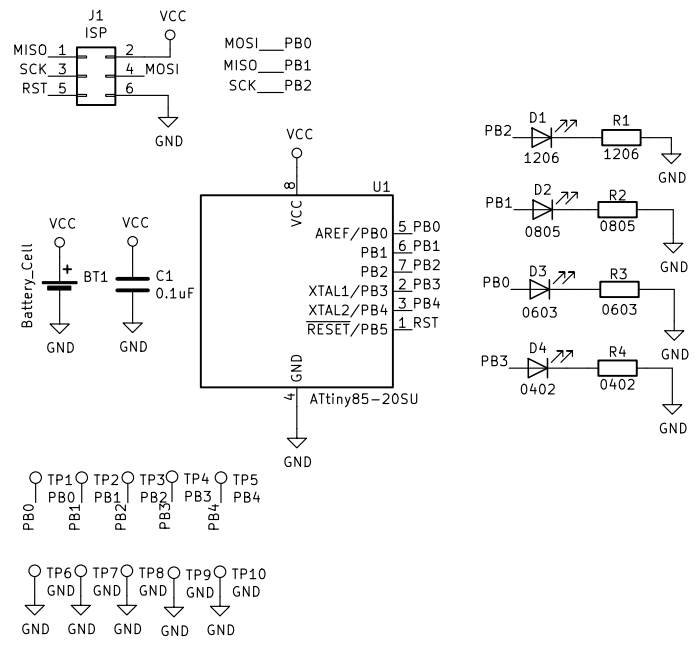 J1
ISP
VCC
MISO 1 2
SCK 3 4 MOSI
RST 5 6
GND
MOSI PB0
MISO PB1
SCK PB2
VCC
8
U1
VCC
AREF/PB0 5 PB0
PB1 6 PB1
PB2 7 PB2
XTAL1/PB3 2 PB3
XTAL2/PB4 3 PB4
RESET/PB5 1 RST
GND
4
ATtiny85-20SU
GND
VCC
Battery_Cell
+
BT1
GND
VCC
C1
0.1uF
GND
PB2
D1
1206
R1
1206
GND
PB1
D2
0805
R2
0805
GND
PB0
D3
0603
R3
0603
GND
PB3
D4
0402
R4
0402
GND
TP1 TP2 TP3 TP4 TP5
PB0 PB1 PB2 PB3 PB4
PB0 PB1 PB2 PB3 PB4
TP6 TP7 TP8 TP9 TP10
GND GND GND GND GND
GND GND GND GND GND